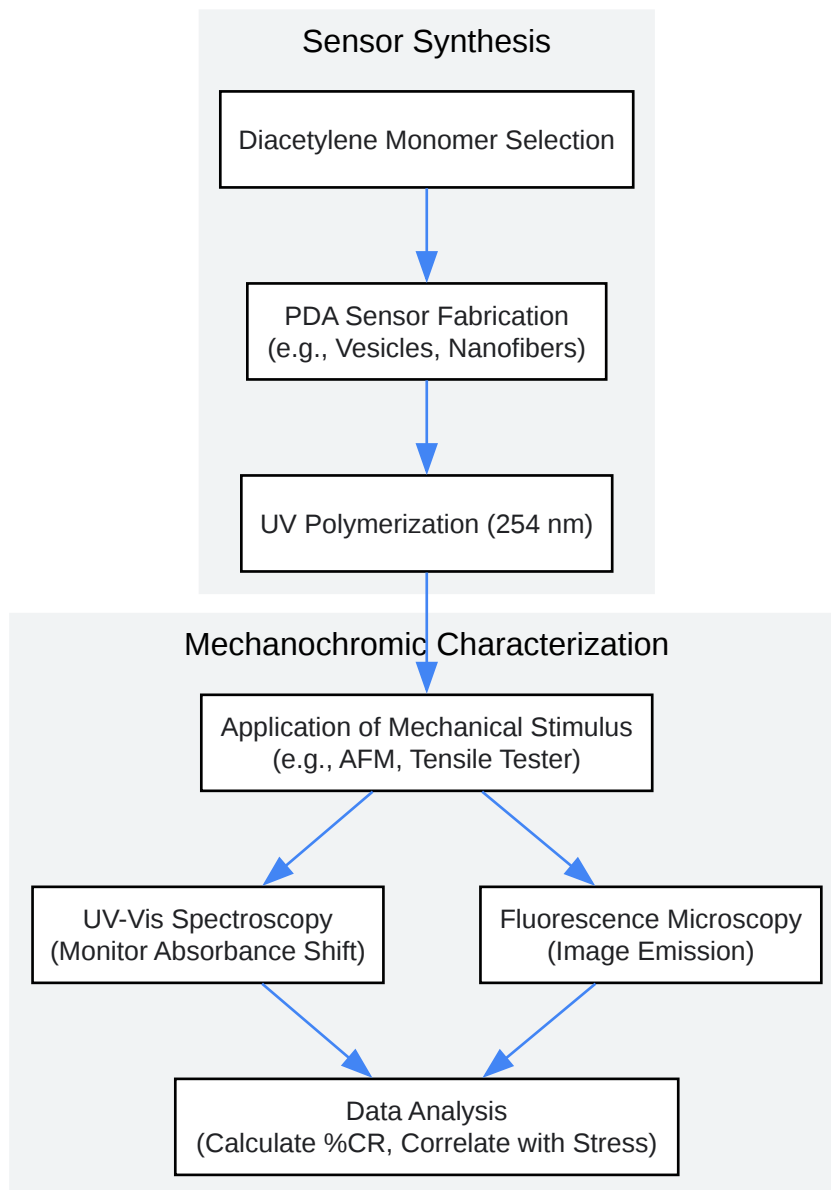 Sensor Synthesis
Diacetylene Monomer Selection
PDA Sensor Fabrication
(e.g., Vesicles, Nanofibers)
UV Polymerization (254 nm)
Mechanochromic Characterization
Application of Mechanical Stimulus
(e.g., AFM, Tensile Tester)
UV-Vis Spectroscopy
(Monitor Absorbance Shift)
Fluorescence Microscopy
(Image Emission)
Data Analysis
(Calculate %CR, Correlate with Stress)